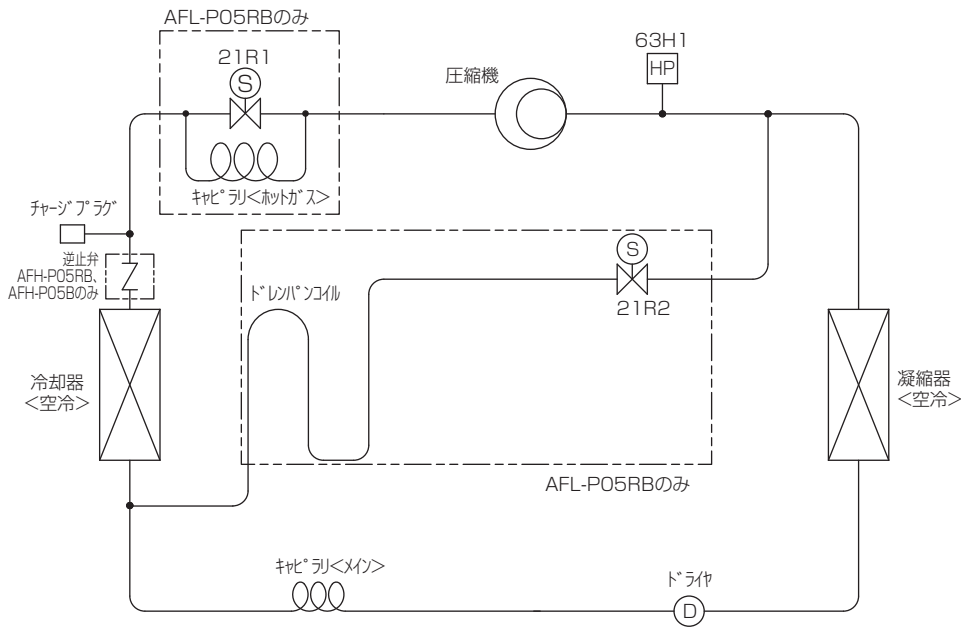 AFL-P05RBのみ
21R1
S
キャピラリ<ホットガス>
圧縮機
63H1
HP
チャージプラグ
逆止弁
AFH-P05RB、
AFH-P05Bのみ
ドレンパンコイル
S
21R2
冷却器
<空冷>
凝縮器
<空冷>
AFL-P05RBのみ
キャピラリ<メイン>
ドライヤ
D